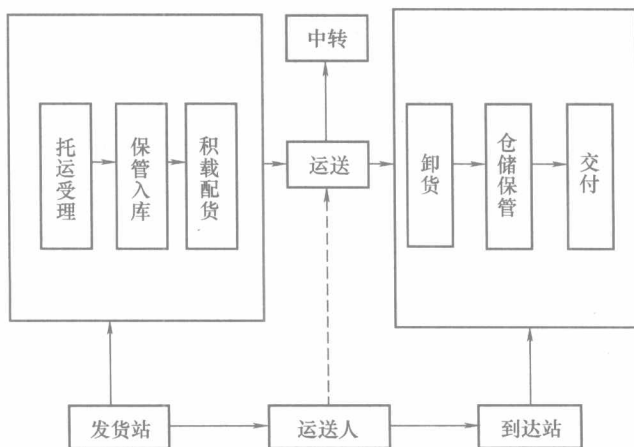 中转
托运受理
保管入库
积载配货
运送
卸货
仓储保管
交付
发货站
运送人
到达站